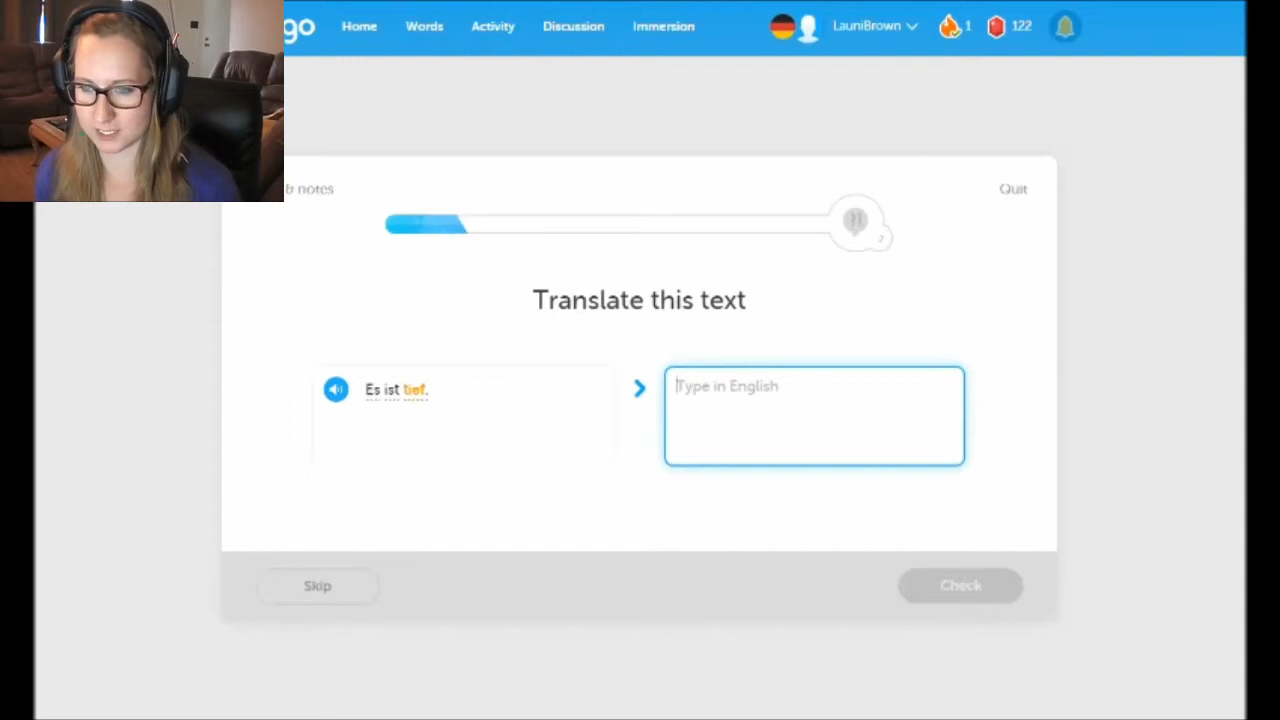 go Home Words Activity Discussion Immersion LauniBrown 1 122
& notes Quit
Translate this text
Es ist tief. Type in English
Skip Check